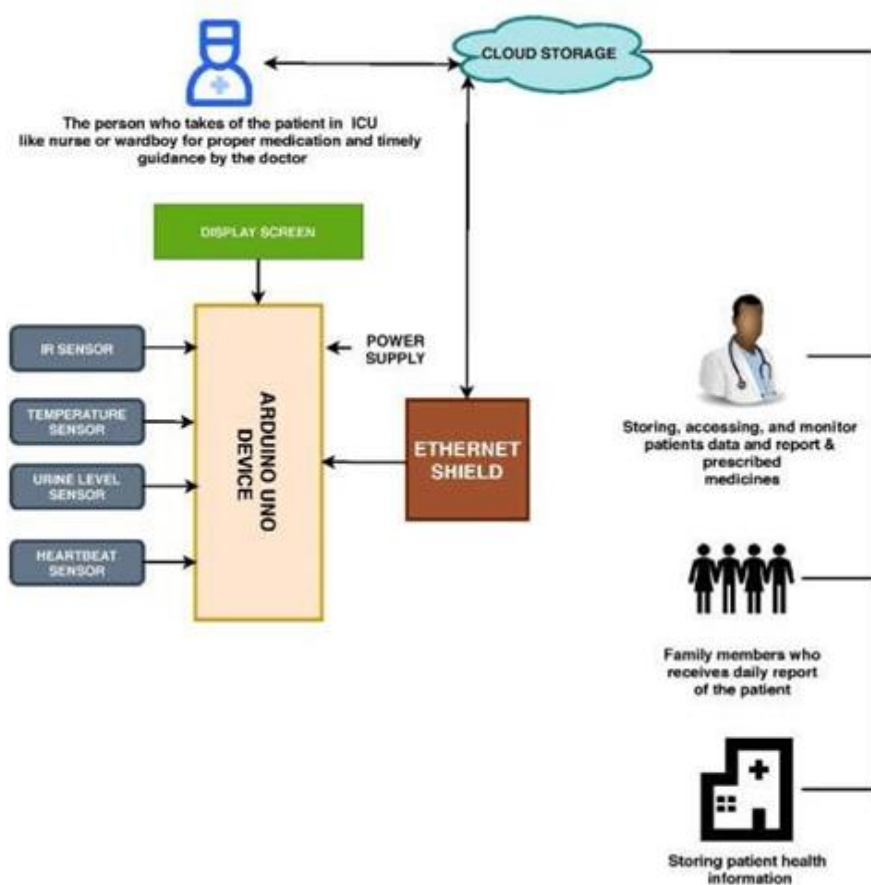 CLOUD STORAGE
The person who takes of the patient in ICU
like nurse or wardboy for proper medication and timely
guidance by the doctor
DISPLAY SCREEN
IR SENSOR
TEMPERATURE
SENSOR
URINE LEVEL
SENSOR
HEARTBEAT
SENSOR
ARDUINO UNO
DEVICE
POWER
SUPPLY
ETHERNET
SHIELD
Storing, accessing, and monitor
patients data and report &
prescribed
medicines
Family members who
receives daily report
of the patient
Storing patient health
information